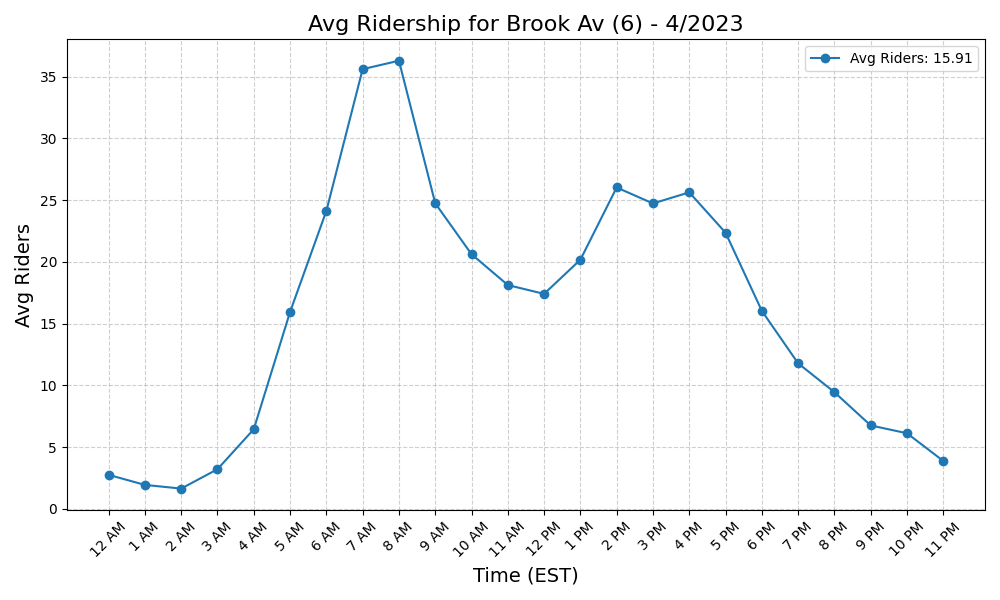 Avg Ridership for Brook Av (6) - 4/2023
Avg Riders: 15.91
Avg Riders
35
30
25
20
15
10
5
0
12 AM
1 AM
2 AM
3 AM
4 AM
5 AM
6 AM
7 AM
8 AM
9 AM
10 AM
11 AM
12 PM
1 PM
2 PM
3 PM
4 PM
5 PM
6 PM
7 PM
8 PM
9 PM
10 PM
11 PM
Time (EST)